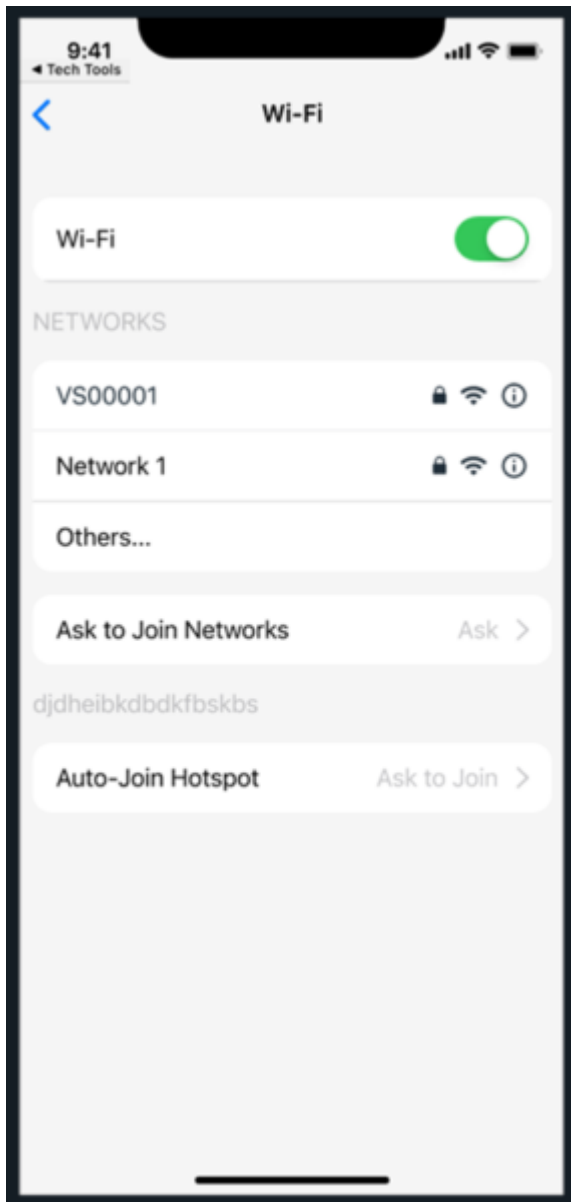 9:41
◀ Tech Tools
Wi-Fi
Wi-Fi
NETWORKS
VS00001
Network 1
Others...
Ask to Join Networks Ask
djdheibkdbdkfbskbs
Auto-Join Hotspot Ask to Join